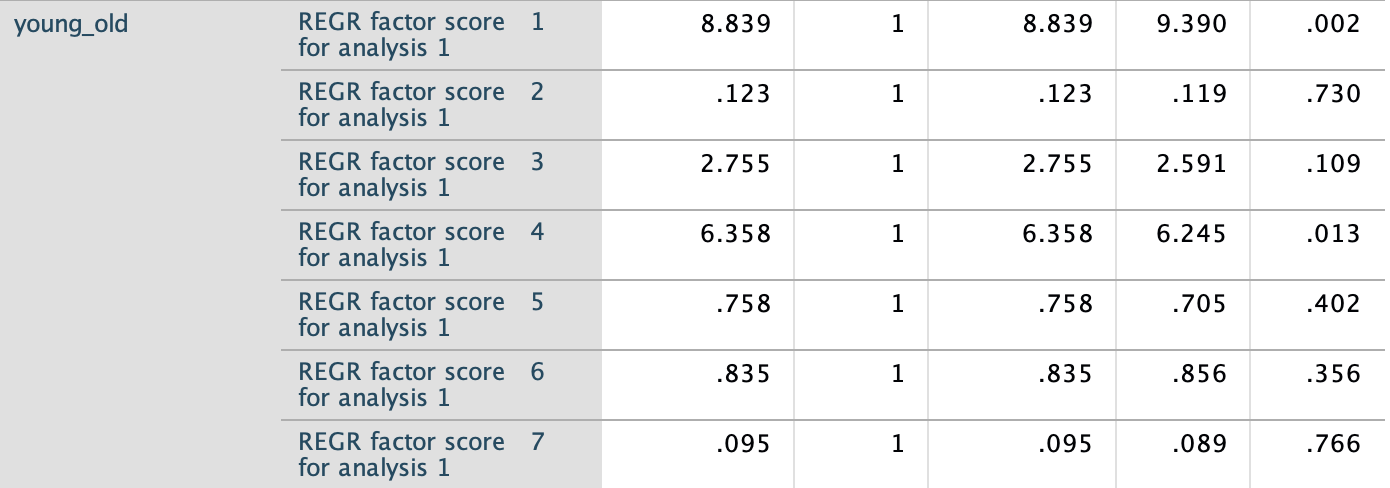 young_old REGR factor score 1 8.839 1 8.839 9.390 .002
for analysis 1
REGR factor score 2 .123 1 .123 .119 .730
for analysis 1
REGR factor score 3 2.755 1 2.755 2.591 .109
for analysis 1
REGR factor score 4 6.358 1 6.358 6.245 .013
for analysis 1
REGR factor score 5 .758 1 .758 .705 .402
for analysis 1
REGR factor score 6 .835 1 .835 .856 .356
for analysis 1
REGR factor score 7 .095 1 .095 .089 .766
for analysis 1